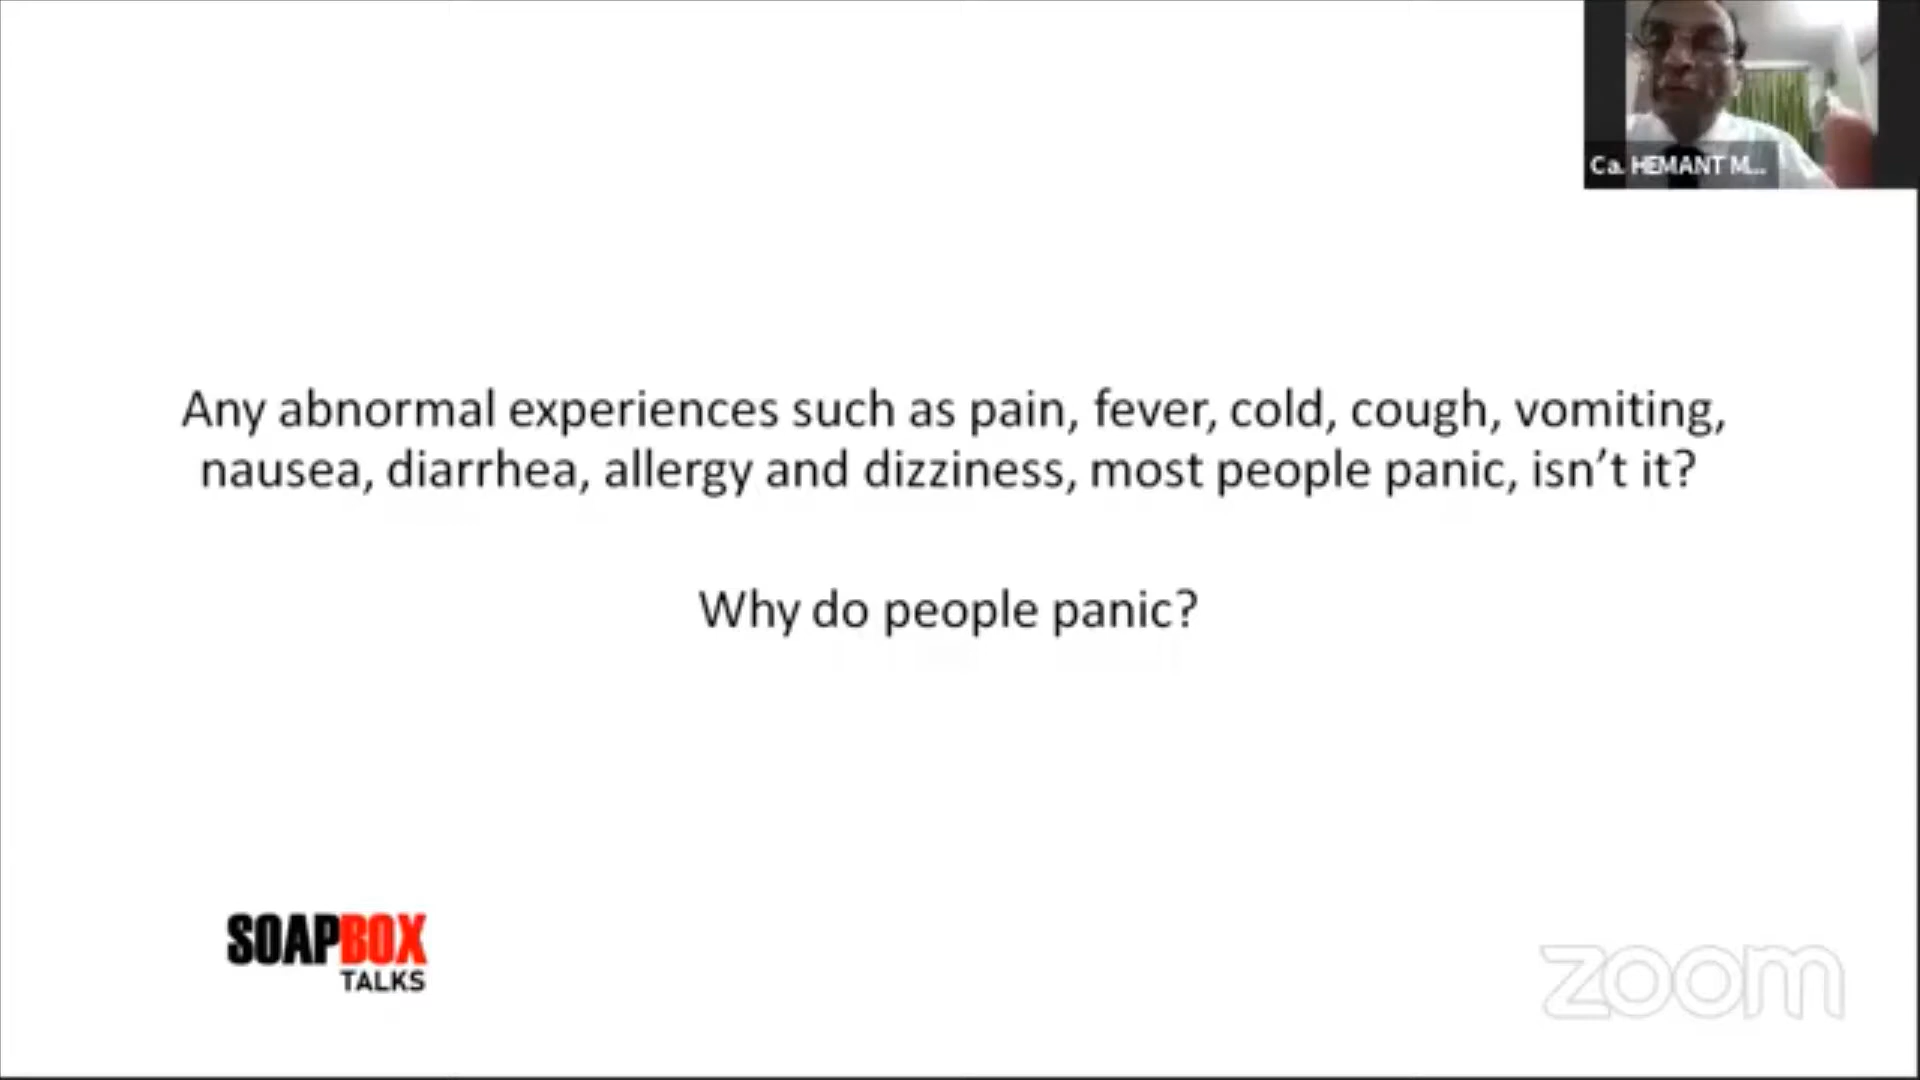 Ca. HEMANT M...
Any abnormal experiences such as pain, fever, cold, cough, vomiting,
nausea, diarrhea, allergy and dizziness, most people panic, isn’t it?
Why do people panic?
SOAPBOX
TALKS
zoom